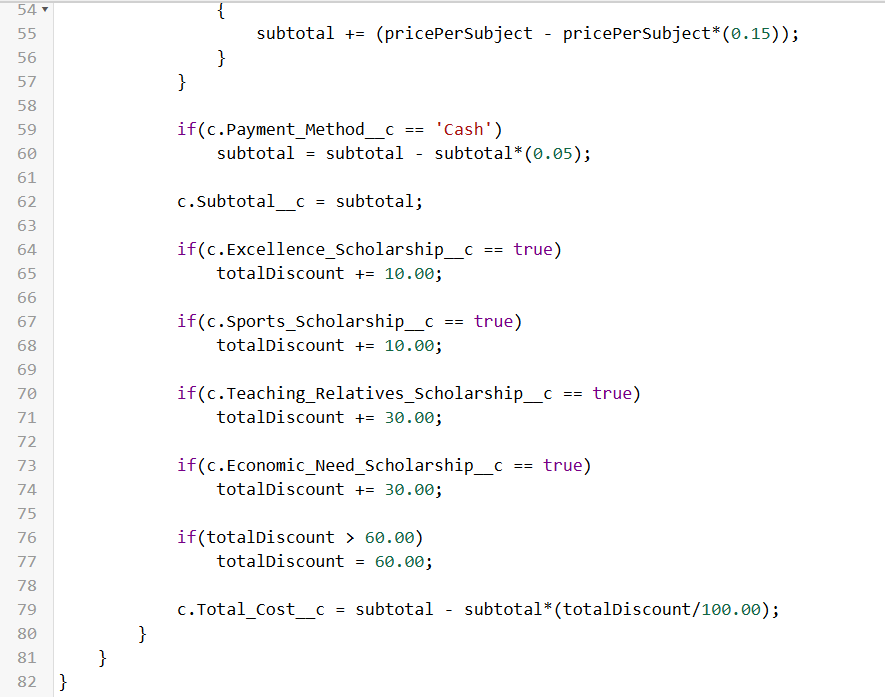 54 {
55 subtotal += (pricePerSubject - pricePerSubject*(0.15));
56 }
57 }
58
59 if(c.Payment_Method__c == 'Cash')
60 subtotal = subtotal - subtotal*(0.05);
61
62 c.Subtotal__c = subtotal;
63
64 if(c.Excellence_Scholarship__c == true)
65 totalDiscount += 10.00;
66
67 if(c.Sports_Scholarship__c == true)
68 totalDiscount += 10.00;
69
70 if(c.Teaching_Relatives_Scholarship__c == true)
71 totalDiscount += 30.00;
72
73 if(c.Economic_Need_Scholarship__c == true)
74 totalDiscount += 30.00;
75
76 if(totalDiscount > 60.00)
77 totalDiscount = 60.00;
78
79 c.Total_Cost__c = subtotal - subtotal*(totalDiscount/100.00);
80 }
81 }
82 }